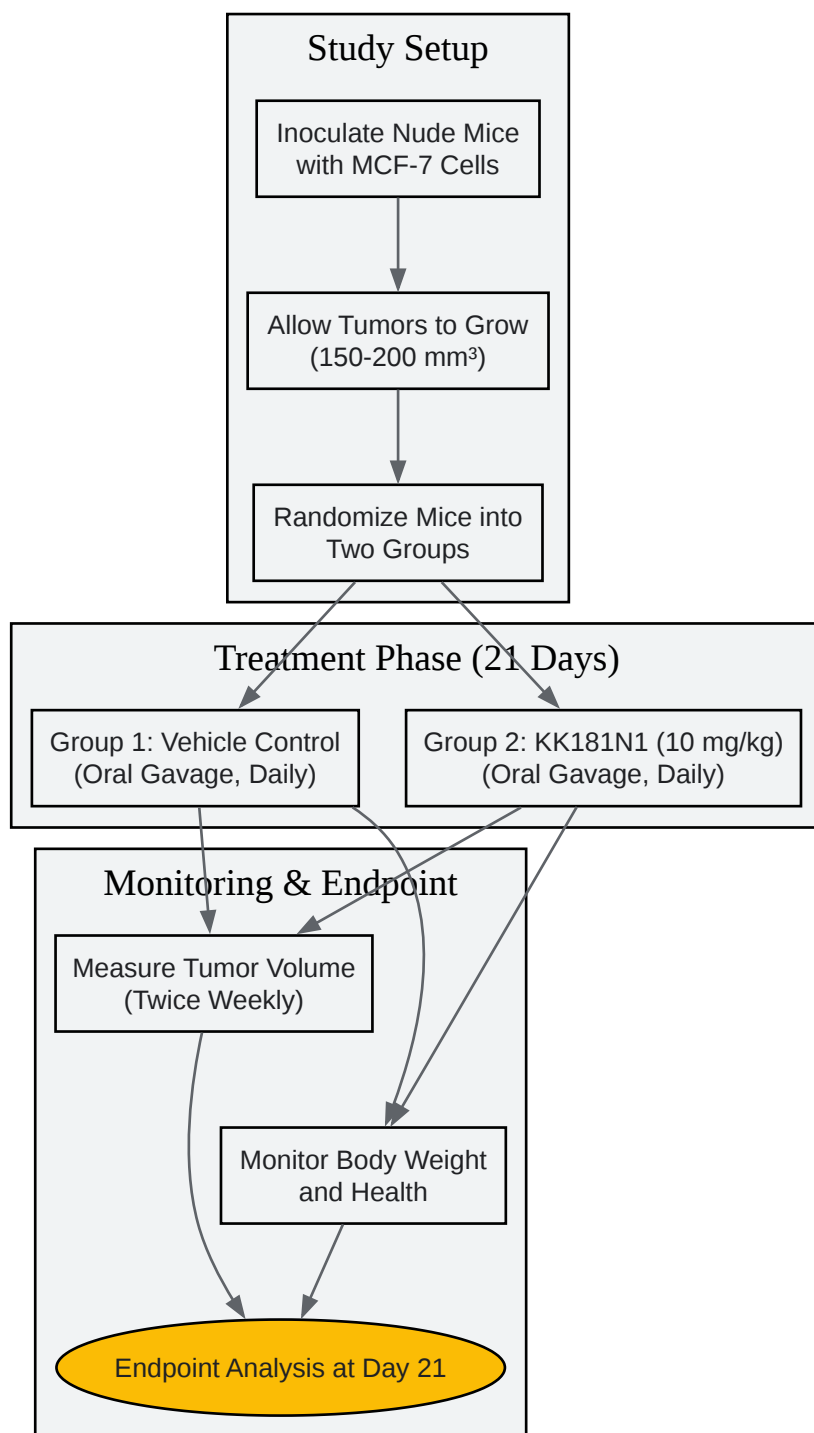 Study Setup
Inoculate Nude Mice
with MCF-7 Cells
Allow Tumors to Grow
(150-200 mm³)
Randomize Mice into
Two Groups
Treatment Phase (21 Days)
Group 1: Vehicle Control
(Oral Gavage, Daily)
Group 2: KK181N1 (10 mg/kg)
(Oral Gavage, Daily)
Monitoring & Endpoint
Measure Tumor Volume
(Twice Weekly)
Monitor Body Weight
and Health
Endpoint Analysis at Day 21